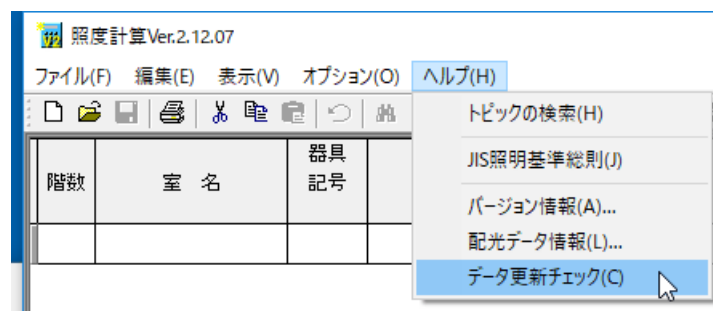 照度計算Ver.2.12.07
ファイル(F) 編集(E) 表示(V) オプション(O) ヘルプ(H)
トピックの検索(H)
JIS照明基準総則(J)
バージョン情報(A)...
配光データ情報(L)...
データ更新チェック(C)
階数 室 名 器具
記号